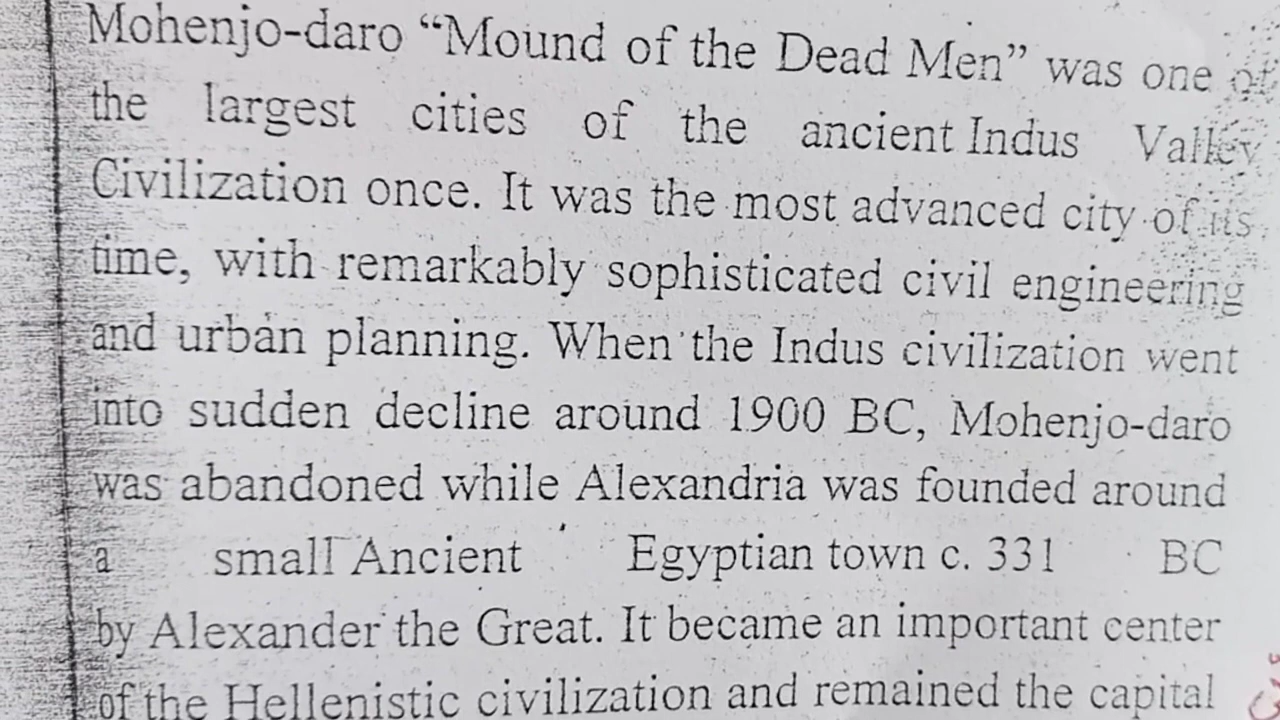 Mohenjo-daro “Mound of the Dead Men” was one of
the largest cities of the ancient Indus Valley
Civilization once. It was the most advanced city of its
time, with remarkably sophisticated civil engineering
and urban planning. When the Indus civilization went
into sudden decline around 1900 BC, Mohenjo-daro
was abandoned while Alexandria was founded around
a small Ancient Egyptian town c. 331 BC
by Alexander the Great. It became an important center
of the Hellenistic civilization and remained the capital